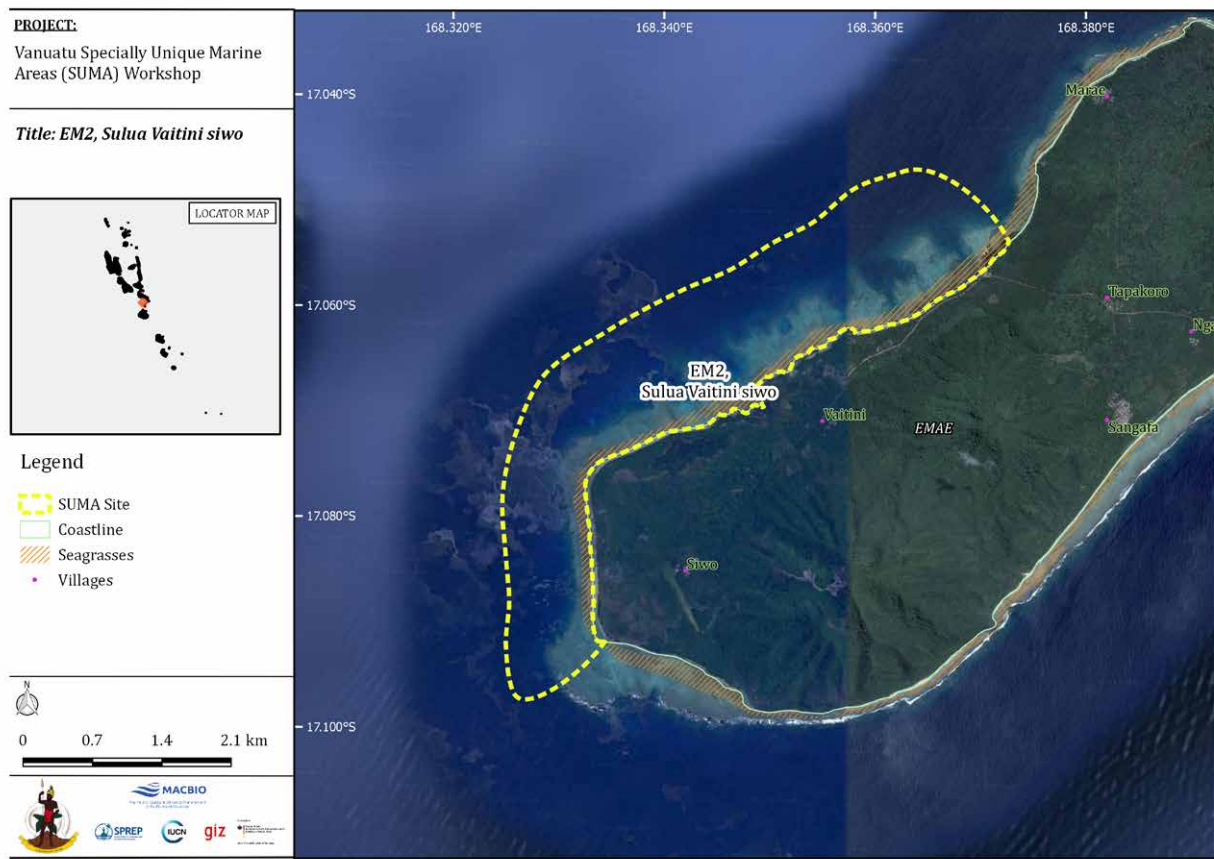 PROJECT:
Vanuatu Specially Unique Marine
Areas (SUMA) Workshop
Title: EM2, Sulua Vaitini siwo
LOCATOR MAP
Legend
SUMA Site
Coastline
Seagrasses
Villages
N
0 0.7 1.4 2.1 km
MACBIO
SPREP
IUCN
giz
168.320°E 168.340°E 168.360°E 168.380°E
17.040°S
17.060°S
17.080°S
17.100°S
Marae
Tapakoro
Nga
EM2,
Sulua Vaitini siwo
Vaitini
EMAE
Sangafa
Siwo